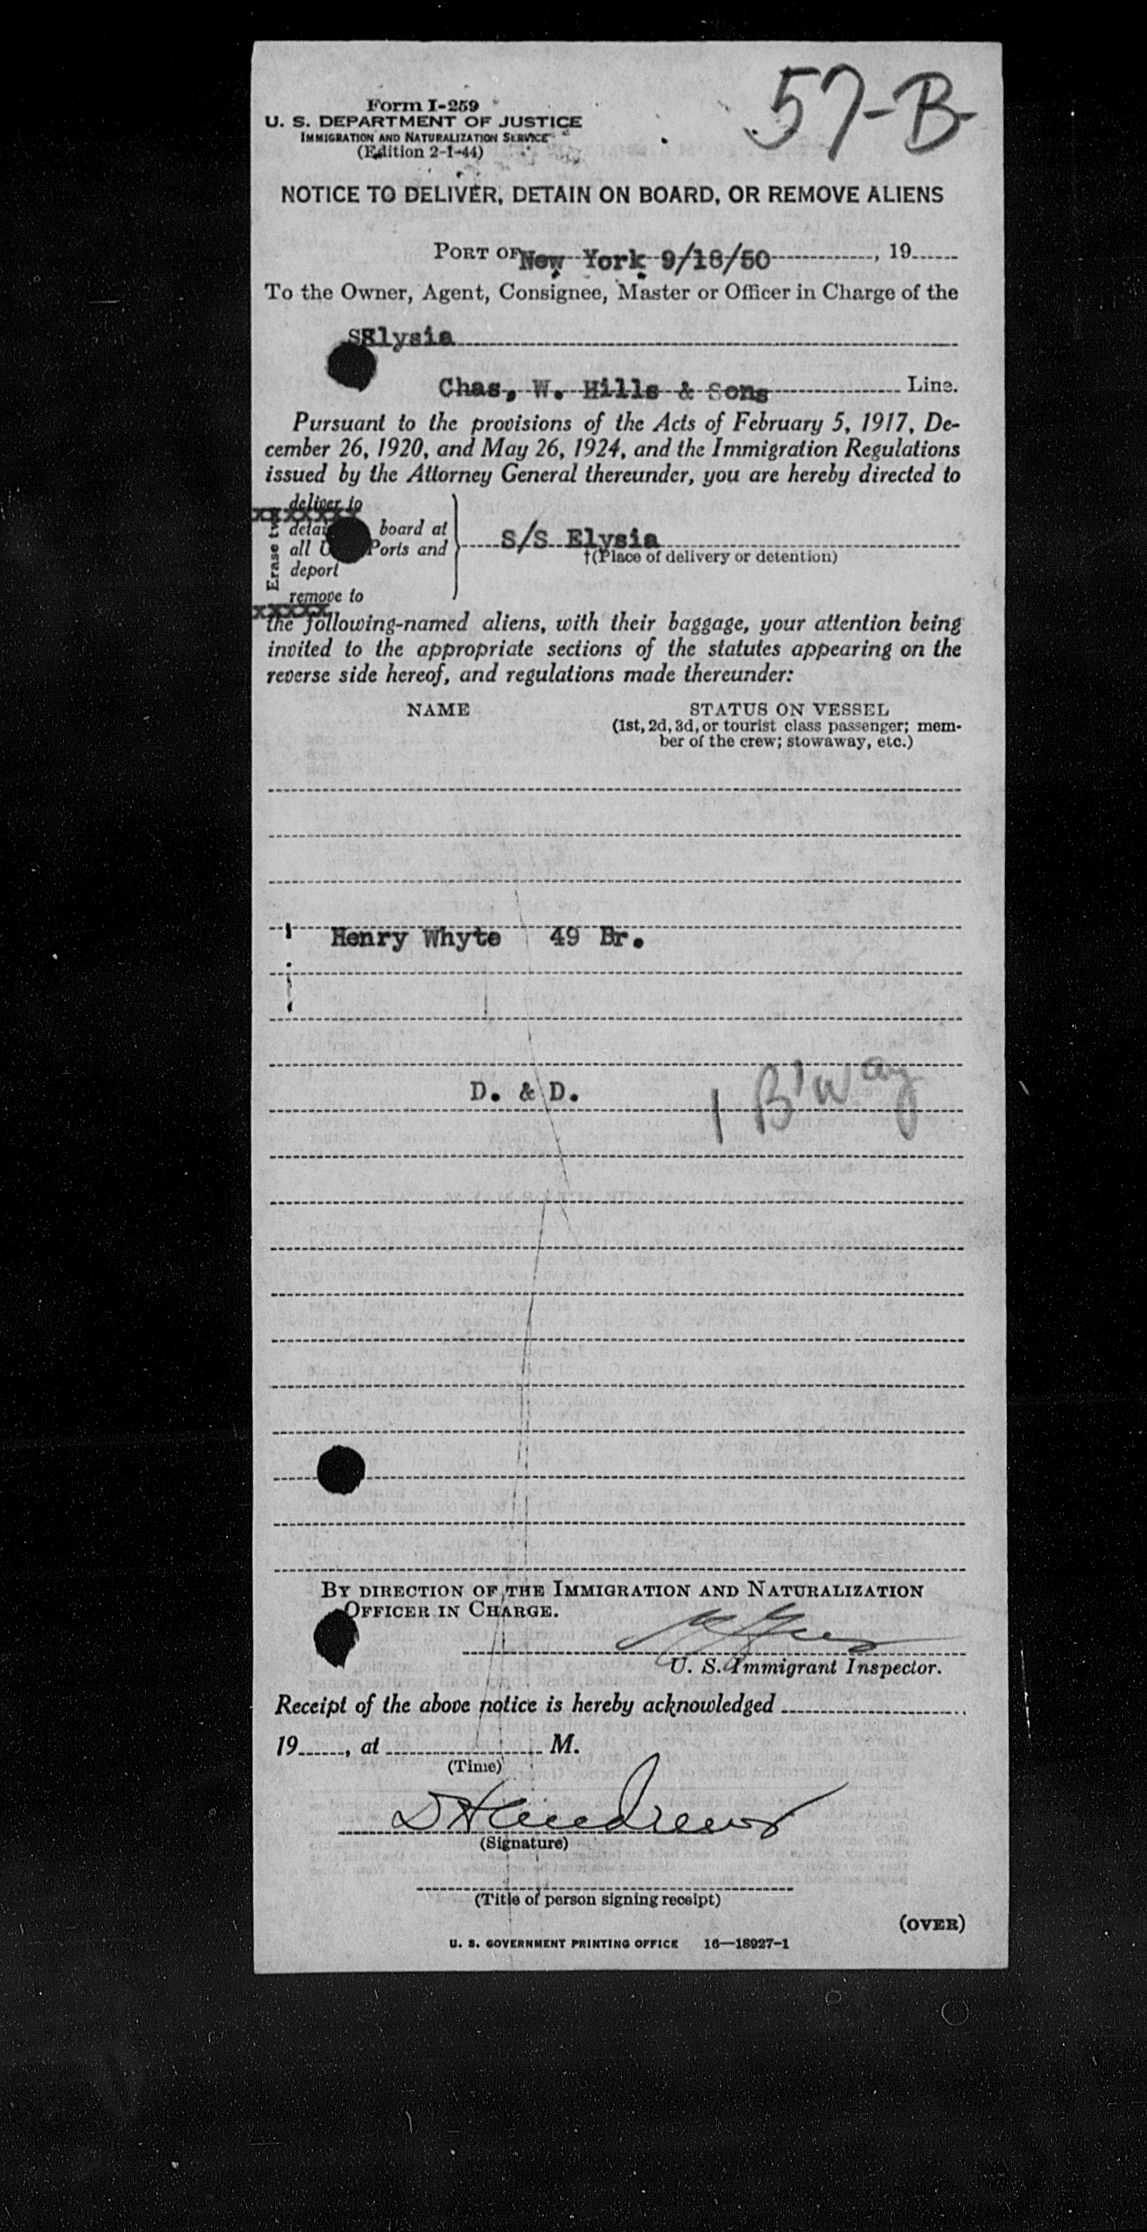 57-B
Form I-259
U. S. DEPARTMENT OF JUSTICE
IMMIGRATION AND NATURALIZATION SERVICE
(Edition 2-1-44)
NOTICE TO DELIVER, DETAIN ON BOARD, OR REMOVE ALIENS
PORT OF New York 9/18/50, 19
To the Owner, Agent, Consignee, Master or Officer in Charge of the
SElysia
Chas, W. Hills & Sons Line.
Pursuant to the provisions of the Acts of February 5, 1917, De-
cember 26, 1920, and May 26, 1924, and the Immigration Regulations
issued by the Attorney General thereunder, you are hereby directed to
Erase
deliver to
board at
all Ports and
deport
remove to
S/S Elysia
†(Place of delivery or detention)
the following-named aliens, with their baggage, your attention being
invited to the appropriate sections of the statutes appearing on the
reverse side hereof, and regulations made thereunder:
NAME STATUS ON VESSEL
(1st, 2d, 3d, or tourist class passenger; mem-
ber of the crew; stowaway, etc.)
Henry Whyte 49 Br.
D. & D. 1 B'way
BY DIRECTION OF THE IMMIGRATION AND NATURALIZATION
OFFICER IN CHARGE.
U. S. Immigrant Inspector.
Receipt of the above notice is hereby acknowledged
19, at M.
(Time)
D H Andrews
(Signature)
(Title of person signing receipt)
(OVER)
U. S. GOVERNMENT PRINTING OFFICE 16—18927-1